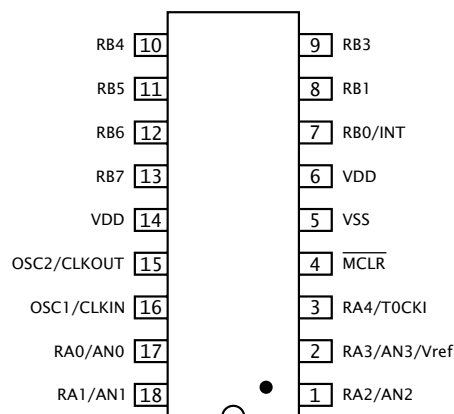 RB4 10 9 RB3
RB5 11 8 RB1
RB6 12 7 RB0/INT
RB7 13 6 VDD
VDD 14 5 VSS
OSC2/CLKOUT 15 4 MCLR
OSC1/CLKIN 16 3 RA4/T0CKI
RA0/AN0 17 2 RA3/AN3/Vref
RA1/AN1 18 1 RA2/AN2